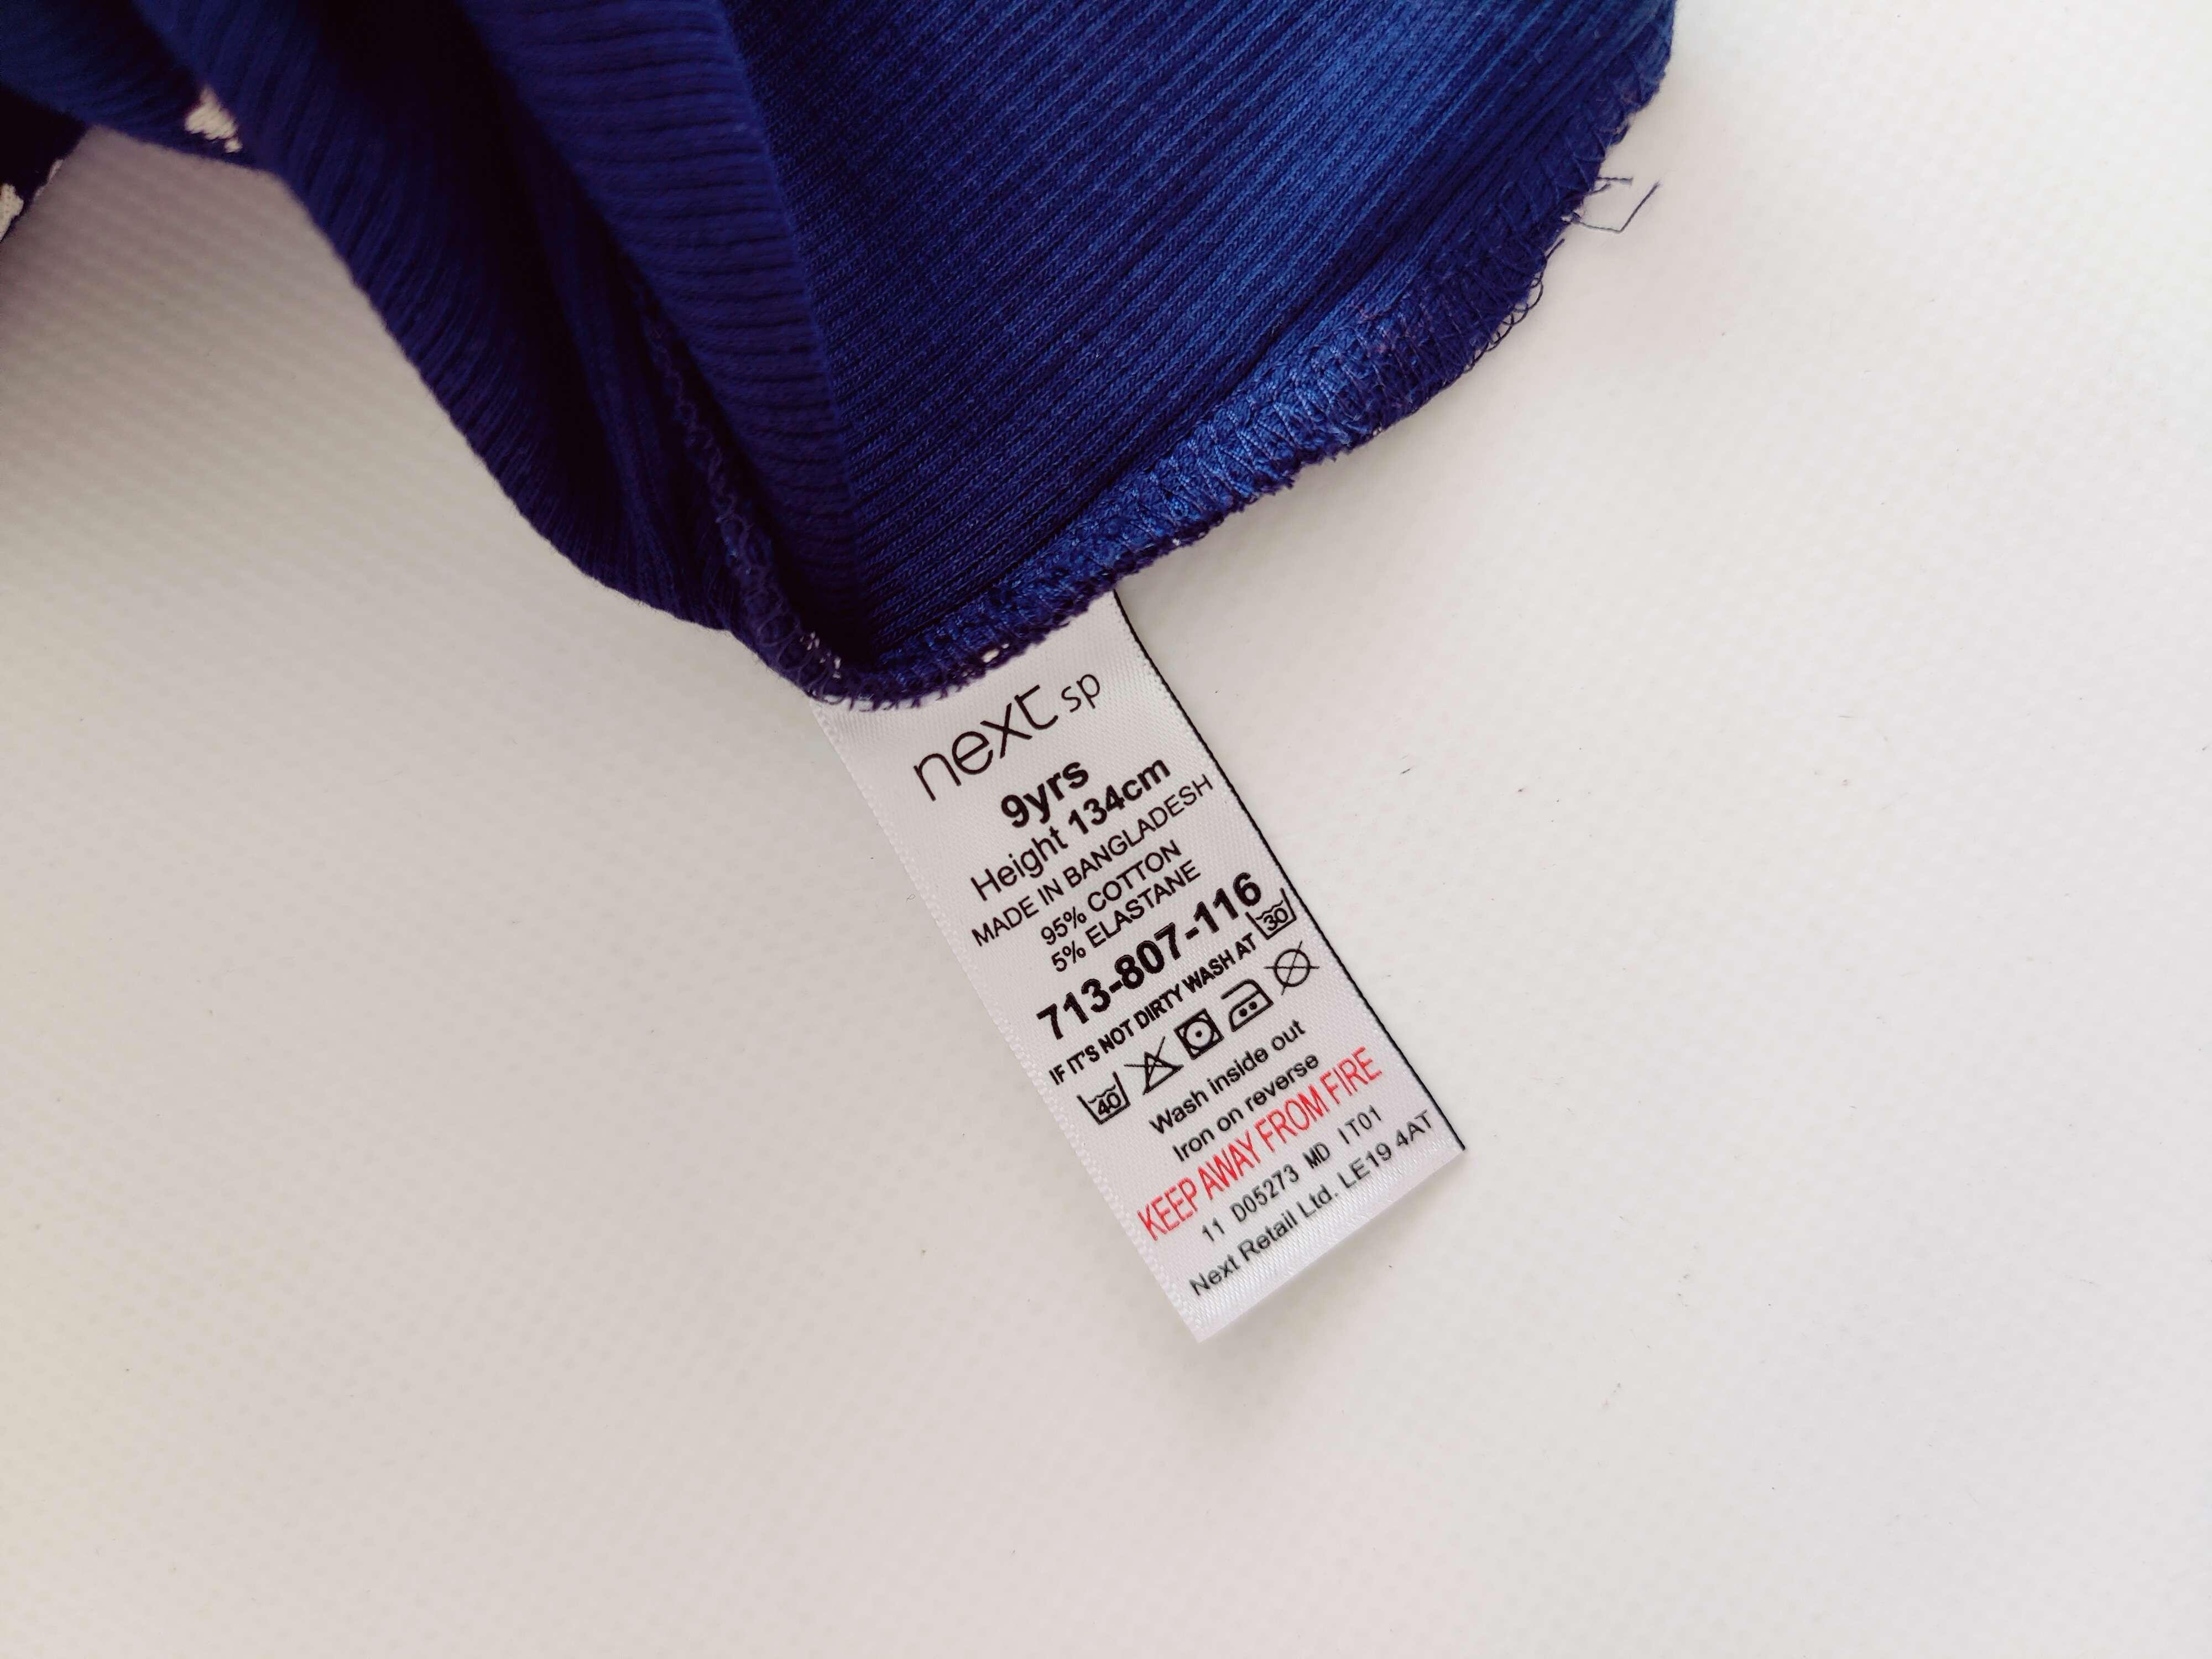 next sp
9yrs
Height 134cm
MADE IN BANGLADESH
95% COTTON
5% ELASTANE
713-807-116
IF IT'S NOT DIRTY WASH AT 30
40
Wash inside out
Iron on reverse
KEEP AWAY FROM FIRE
11 D05273 MD IT01
Next Retail Ltd. LE19 4AT